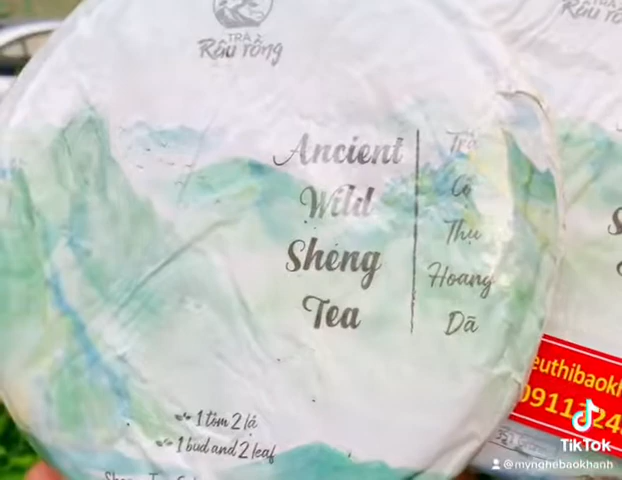 TRÀ
Râu rồng
Ancient
Wild
Sheng
Tea
Trà
Cổ
Thụ
Hoang
Dã
1 tôm 2 lá
1 bud and 2 leaf
TikTok
@mynghebaokhanh